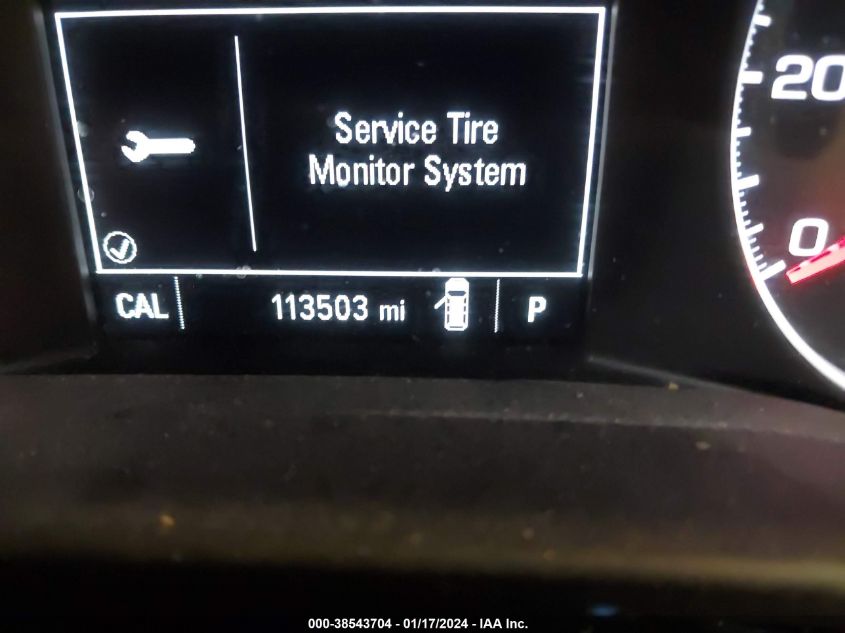 Service Tire
Monitor System
20
0
CAL 113503 mi P
000-38543704 - 01/17/2024 - IAA Inc.